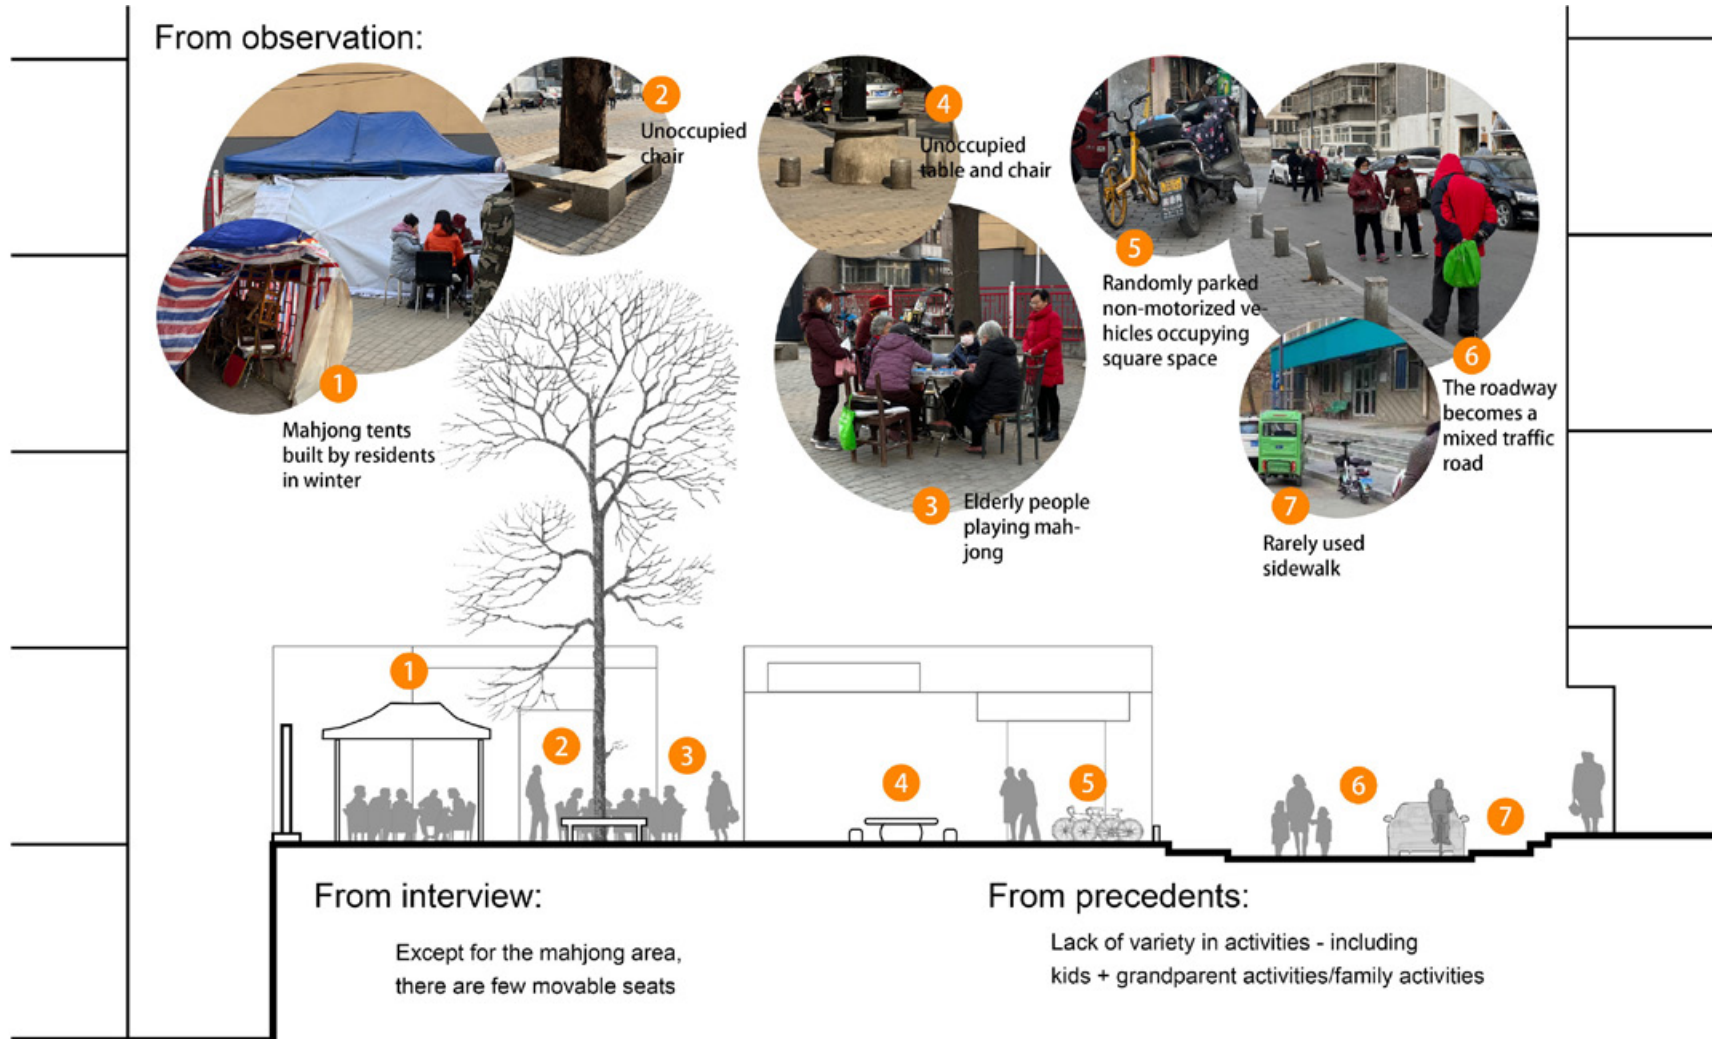 From observation:
1
Mahjong tents
built by residents
in winter
2
Unoccupied
chair
4
Unoccupied
table and chair
3
Elderly people
playing mah-
jong
5
Randomly parked
non-motorized ve-
hicles occupying
square space
6
The roadway
becomes a
mixed traffic
road
7
Rarely used
sidewalk
1
2
3
4
5
6
7
From interview:
Except for the mahjong area,
there are few movable seats
From precedents:
Lack of variety in activities - including
kids + grandparent activities/family activities